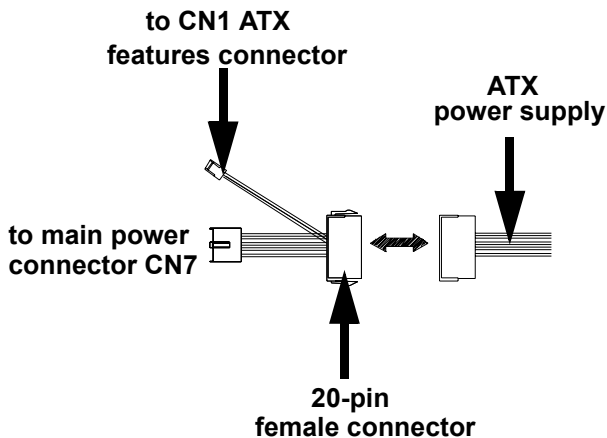 to CN1 ATX
features connector
ATX
power supply
to main power
connector CN7
20-pin
female connector